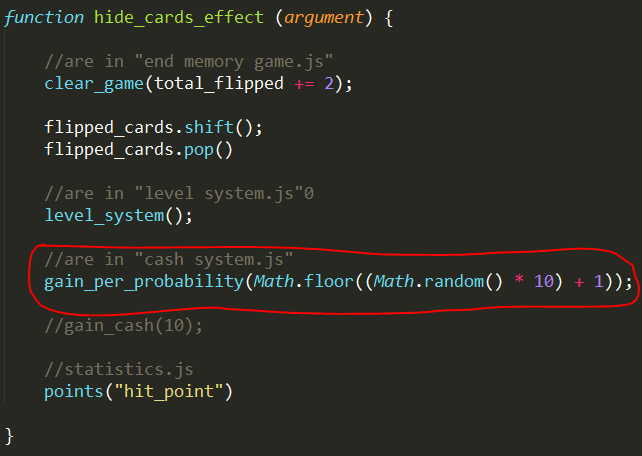 function hide_cards_effect (argument) {
//are in "end memory game.js"
clear_game(total_flipped += 2);
flipped_cards.shift();
flipped_cards.pop()
//are in "level system.js"0
level_system();
//are in "cash system.js"
gain_per_probability(Math.floor((Math.random() * 10) + 1));
//gain_cash(10);
//statistics.js
points("hit_point")
}